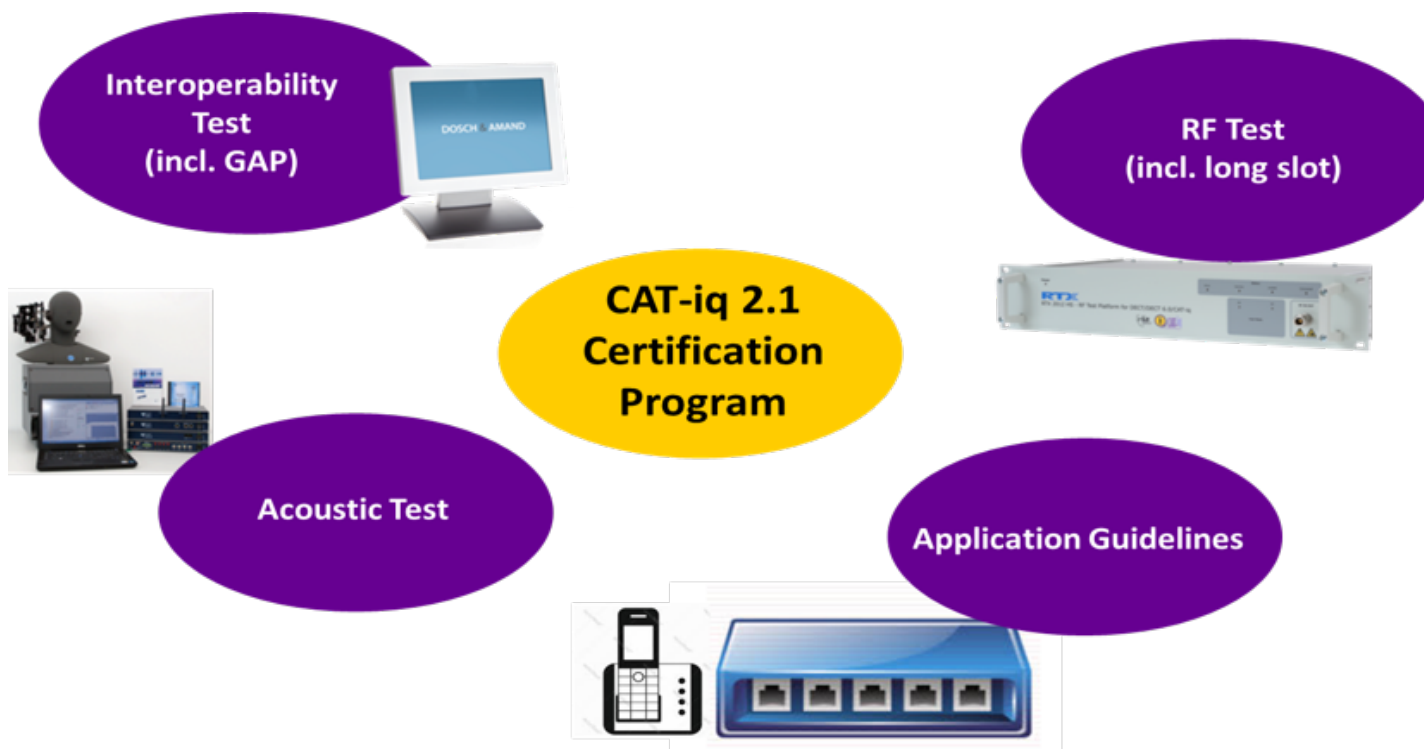 Interoperability
Test
(incl. GAP)
DOSCH & AMAND
RF Test
(incl. long slot)
RTX
CAT-iq 2.1
Certification
Program
Acoustic Test
Application Guidelines